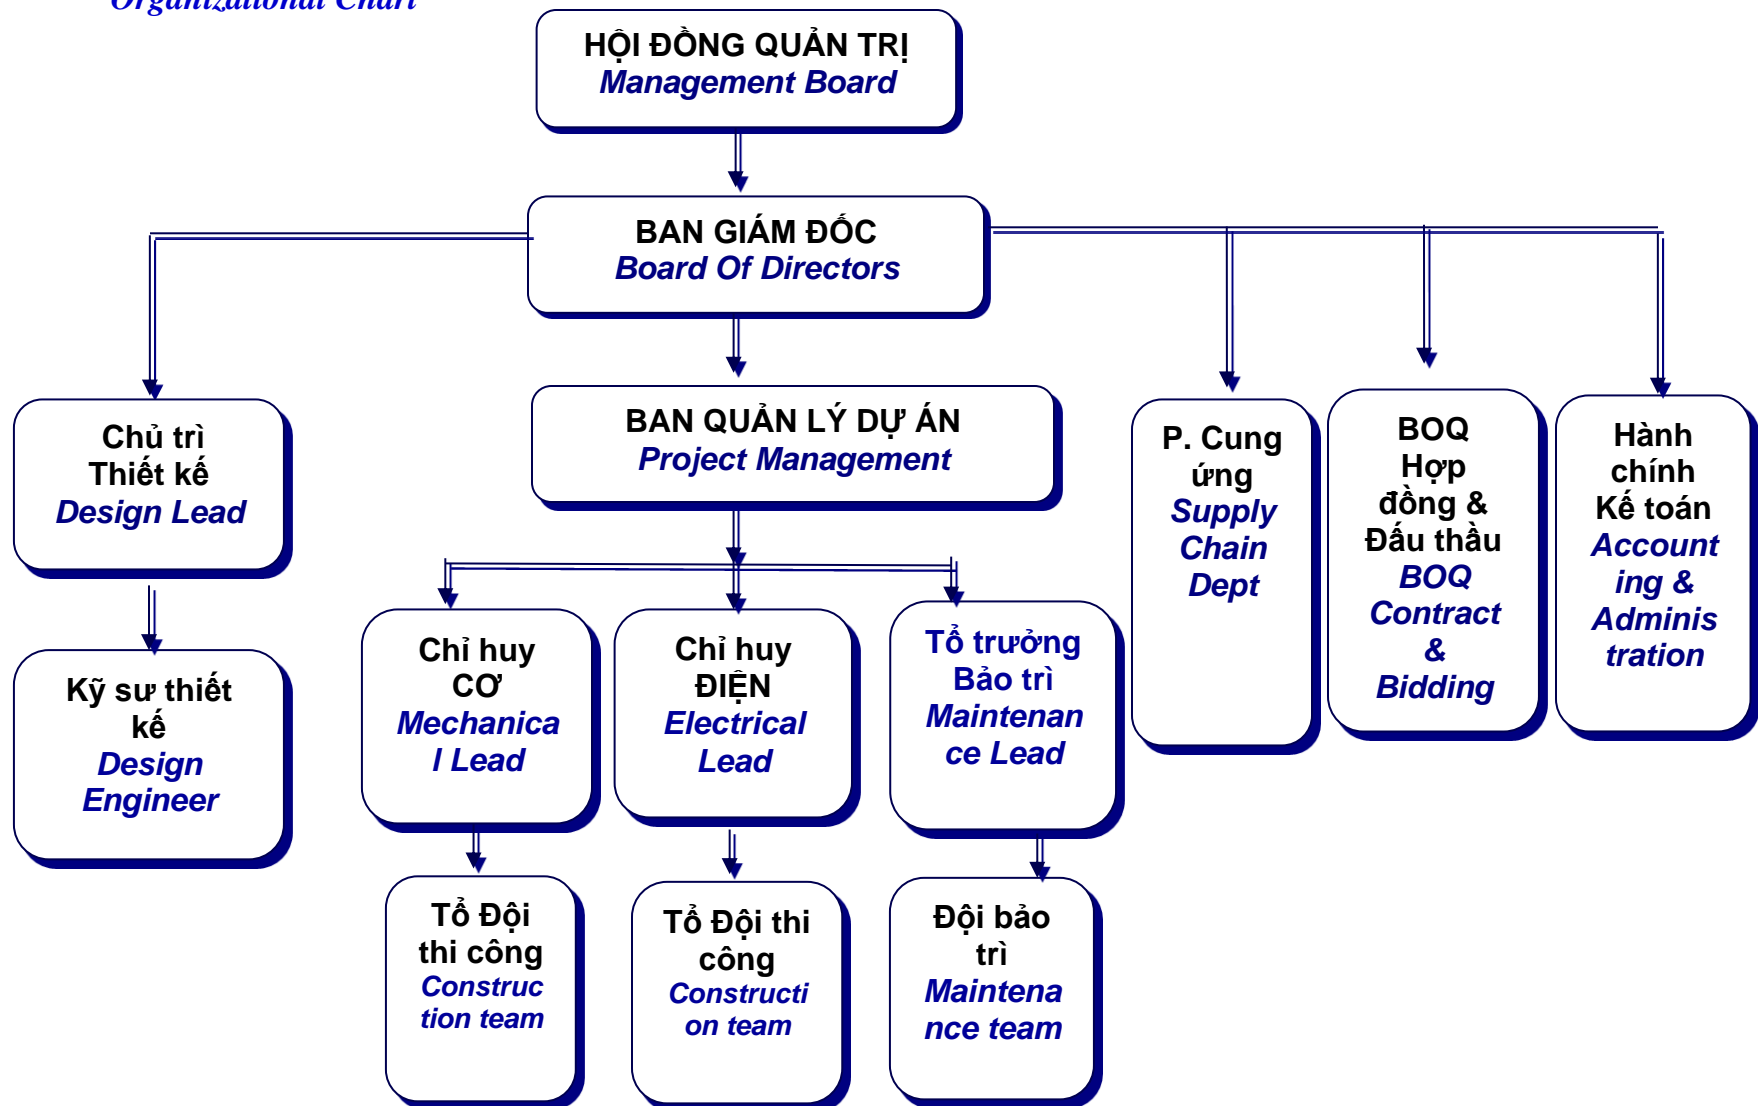 Organizational Chart
HỘI ĐỒNG QUẢN TRỊ
Management Board
BAN GIÁM ĐỐC
Board Of Directors
BAN QUẢN LÝ DỰ ÁN
Project Management
Chủ trì
Thiết kế
Design Lead
P. Cung
ứng
Supply
Chain
Dept
BOQ
Hợp
đồng &
Đấu thầu
BOQ
Contract
&
Bidding
Hành
chính
Kế toán
Account
ing &
Adminis
tration
Kỹ sư thiết
kế
Design
Engineer
Chỉ huy
CƠ
Mechanica
l Lead
Chỉ huy
ĐIỆN
Electrical
Lead
Tổ trưởng
Bảo trì
Maintenan
ce Lead
Tổ Đội
thi công
Construc
tion team
Tổ Đội thi
công
Constructi
on team
Đội bảo
trì
Maintena
nce team